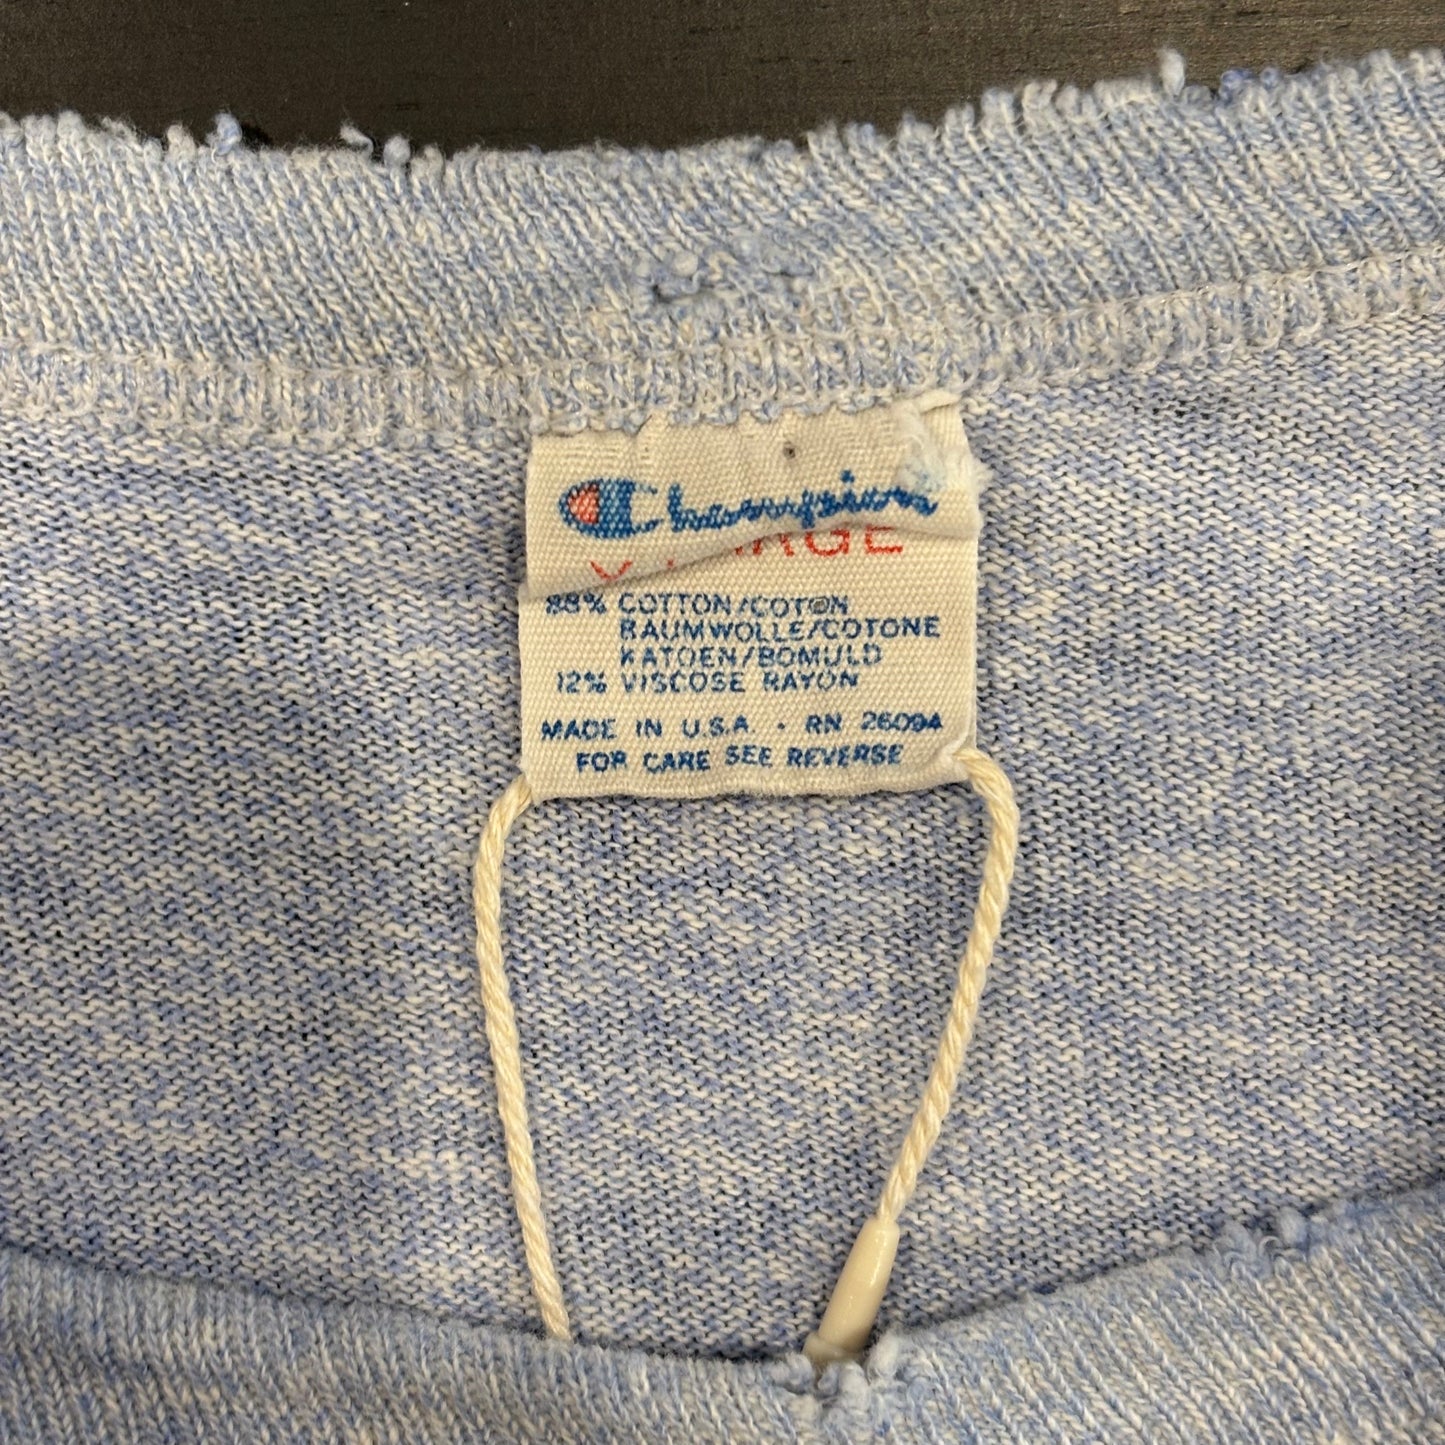 Champion
X-LARGE
88% COTTON/COTON
BAUMWOLLE/COTONE
KATOEN/BOMULD
12% VISCOSE RAYON
MADE IN U.S.A. · RN 26094
FOR CARE SEE REVERSE